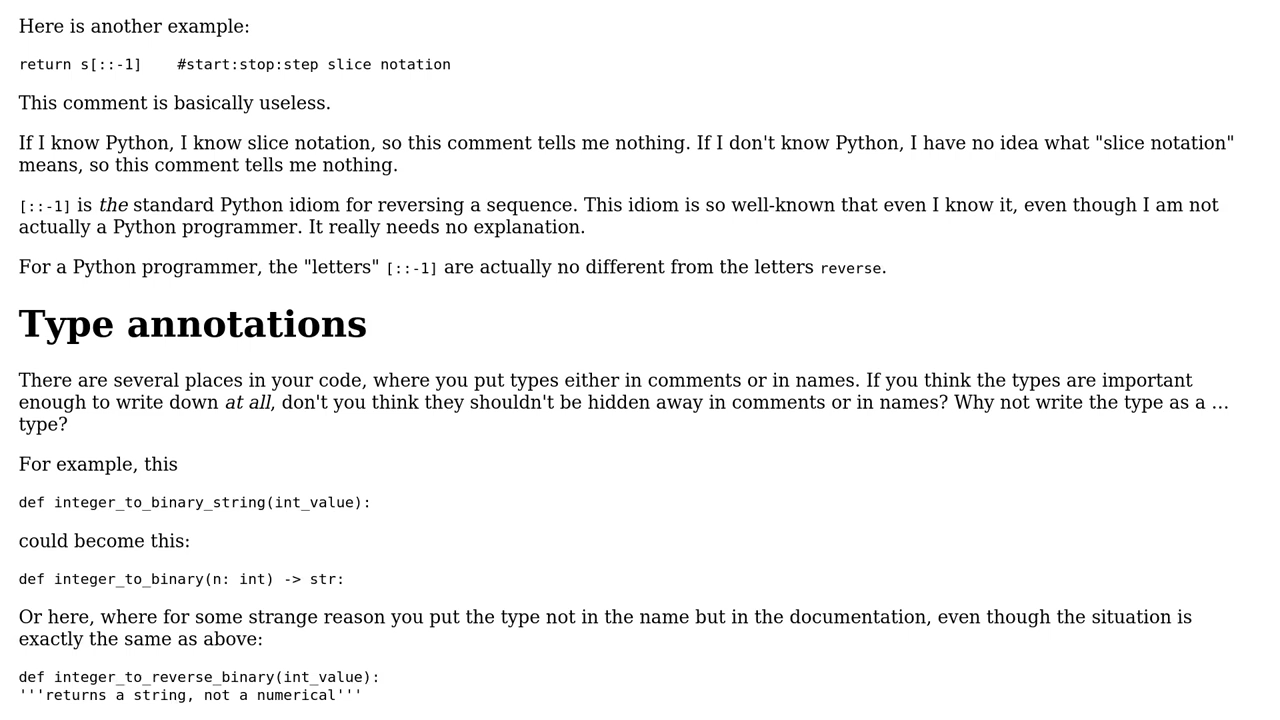 Here is another example:
return s[::-1]    #start:stop:step slice notation
This comment is basically useless.
If I know Python, I know slice notation, so this comment tells me nothing. If I don't know Python, I have no idea what "slice notation"
means, so this comment tells me nothing.
[::-1] is the standard Python idiom for reversing a sequence. This idiom is so well-known that even I know it, even though I am not
actually a Python programmer. It really needs no explanation.
For a Python programmer, the "letters" [::-1] are actually no different from the letters reverse.
Type annotations
There are several places in your code, where you put types either in comments or in names. If you think the types are important
enough to write down at all, don't you think they shouldn't be hidden away in comments or in names? Why not write the type as a …
type?
For example, this
def integer_to_binary_string(int_value):
could become this:
def integer_to_binary(n: int) -> str:
Or here, where for some strange reason you put the type not in the name but in the documentation, even though the situation is
exactly the same as above:
def integer_to_reverse_binary(int_value):
'''returns a string, not a numerical'''